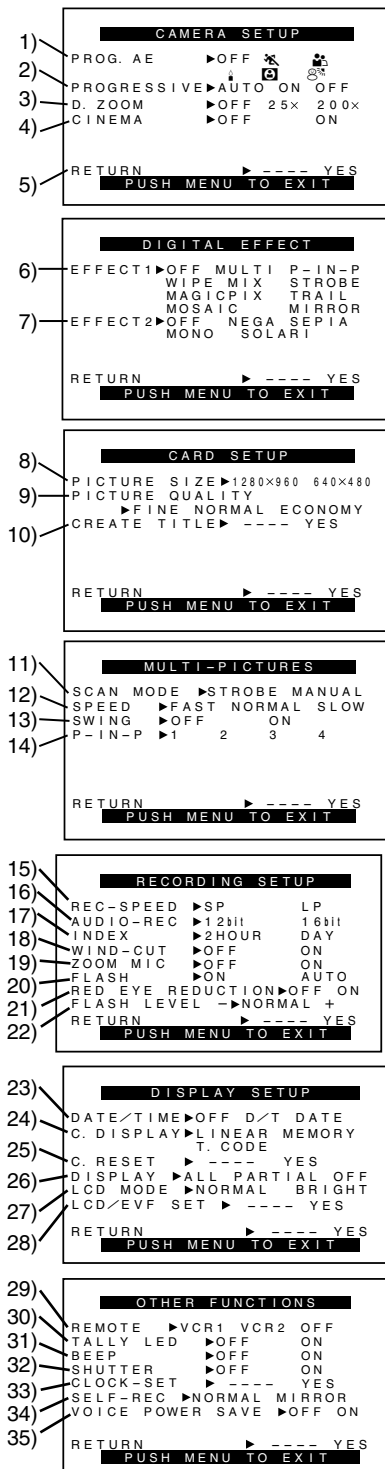 CAMERA SETUP
1) PROG. AE ►OFF
2) PROGRESSIVE►AUTO ON OFF
3) D. ZOOM ►OFF 25× 200×
4) CINEMA ►OFF ON
5) RETURN ► ---- YES
PUSH MENU TO EXIT
DIGITAL EFFECT
6) EFFECT1►OFF MULTI P-IN-P
WIPE MIX STROBE
MAGICPIX TRAIL
MOSAIC MIRROR
7) EFFECT2►OFF NEGA SEPIA
MONO SOLARI
RETURN ► ---- YES
PUSH MENU TO EXIT
CARD SETUP
8) PICTURE SIZE►1280×960 640×480
9) PICTURE QUALITY
►FINE NORMAL ECONOMY
10) CREATE TITLE► ---- YES
RETURN ► ---- YES
PUSH MENU TO EXIT
MULTI-PICTURES
11) SCAN MODE ►STROBE MANUAL
12) SPEED ►FAST NORMAL SLOW
13) SWING ►OFF ON
14) P-IN-P ►1 2 3 4
RETURN ► ---- YES
PUSH MENU TO EXIT
RECORDING SETUP
15) REC-SPEED ►SP LP
16) AUDIO-REC ►12bit 16bit
17) INDEX ►2HOUR DAY
18) WIND-CUT ►OFF ON
19) ZOOM MIC ►OFF ON
20) FLASH ►ON AUTO
21) RED EYE REDUCTION►OFF ON
22) FLASH LEVEL -►NORMAL +
RETURN ► ---- YES
PUSH MENU TO EXIT
DISPLAY SETUP
23) DATE/TIME►OFF D/T DATE
24) C. DISPLAY►LINEAR MEMORY
T. CODE
25) C. RESET ► ---- YES
26) DISPLAY ►ALL PARTIAL OFF
27) LCD MODE ►NORMAL BRIGHT
28) LCD/EVF SET ► ---- YES
RETURN ► ---- YES
PUSH MENU TO EXIT
OTHER FUNCTIONS
29) REMOTE ►VCR1 VCR2 OFF
30) TALLY LED ►OFF ON
31) BEEP ►OFF ON
32) SHUTTER ►OFF ON
33) CLOCK-SET ► ---- YES
34) SELF-REC ►NORMAL MIRROR
35) VOICE POWER SAVE ►OFF ON
RETURN ► ---- YES
PUSH MENU TO EXIT